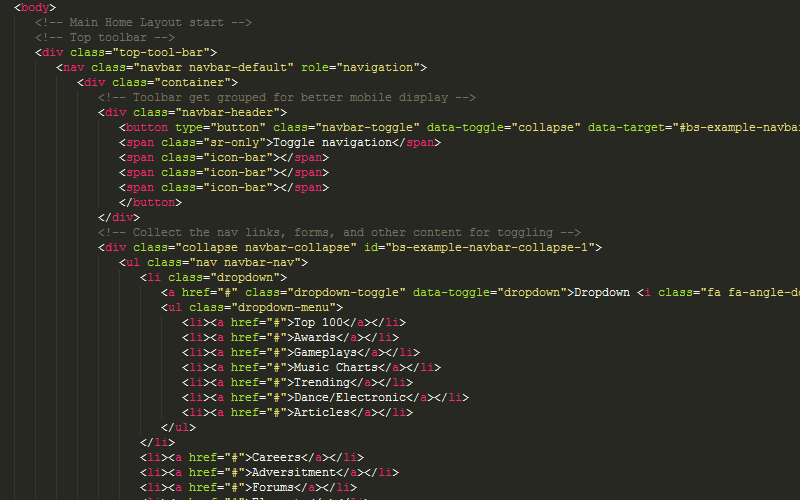 <body>
<!-- Main Home Layout start -->
<!-- Top toolbar -->
<div class="top-tool-bar">
<nav class="navbar navbar-default" role="navigation">
<div class="container">
<!-- Toolbar get grouped for better mobile display -->
<div class="navbar-header">
<button type="button" class="navbar-toggle" data-toggle="collapse" data-target="#bs-example-navbar
<span class="sr-only">Toggle navigation</span>
<span class="icon-bar"></span>
<span class="icon-bar"></span>
<span class="icon-bar"></span>
</button>
</div>
<!-- Collect the nav links, forms, and other content for toggling -->
<div class="collapse navbar-collapse" id="bs-example-navbar-collapse-1">
<ul class="nav navbar-nav">
<li class="dropdown">
<a href="#" class="dropdown-toggle" data-toggle="dropdown">Dropdown <i class="fa fa-angle-do
<ul class="dropdown-menu">
<li><a href="#">Top 100</a></li>
<li><a href="#">Awards</a></li>
<li><a href="#">Gameplays</a></li>
<li><a href="#">Music Charts</a></li>
<li><a href="#">Trending</a></li>
<li><a href="#">Dance/Electronic</a></li>
<li><a href="#">Articles</a></li>
</ul>
</li>
<li><a href="#">Careers</a></li>
<li><a href="#">Adversitment</a></li>
<li><a href="#">Forums</a></li>